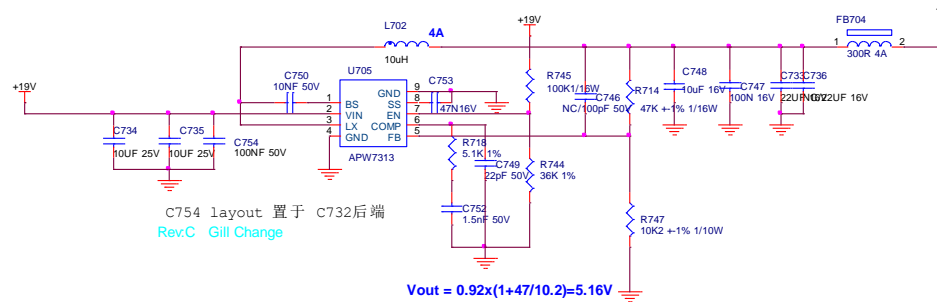 +19V
L702
4A
10uH
FB704
1
2
300R 4A
+19V
C750
10NF 50V
U705
C753
47N16V
1
2
3
4
BS
VIN
LX
GND
GND
SS
EN
COMP
FB
9
8
7
6
5
APW7313
R745
100K1/16W
C746
NC/100pF 50V
R714
47K +-1% 1/16W
C748
10uF 16V
C747
100N 16V
C733
C736
22UF 16V
C734
10UF 25V
C735
10UF 25V
C754
100NF 50V
R718
5.1K 1%
C749
22pF 50V
R744
36K 1%
C752
1.5nF 50V
R747
10K2 +-1% 1/10W
C754 layout 置于 C732后端
Rev:C Gill Change
Vout = 0.92x(1+47/10.2)=5.16V